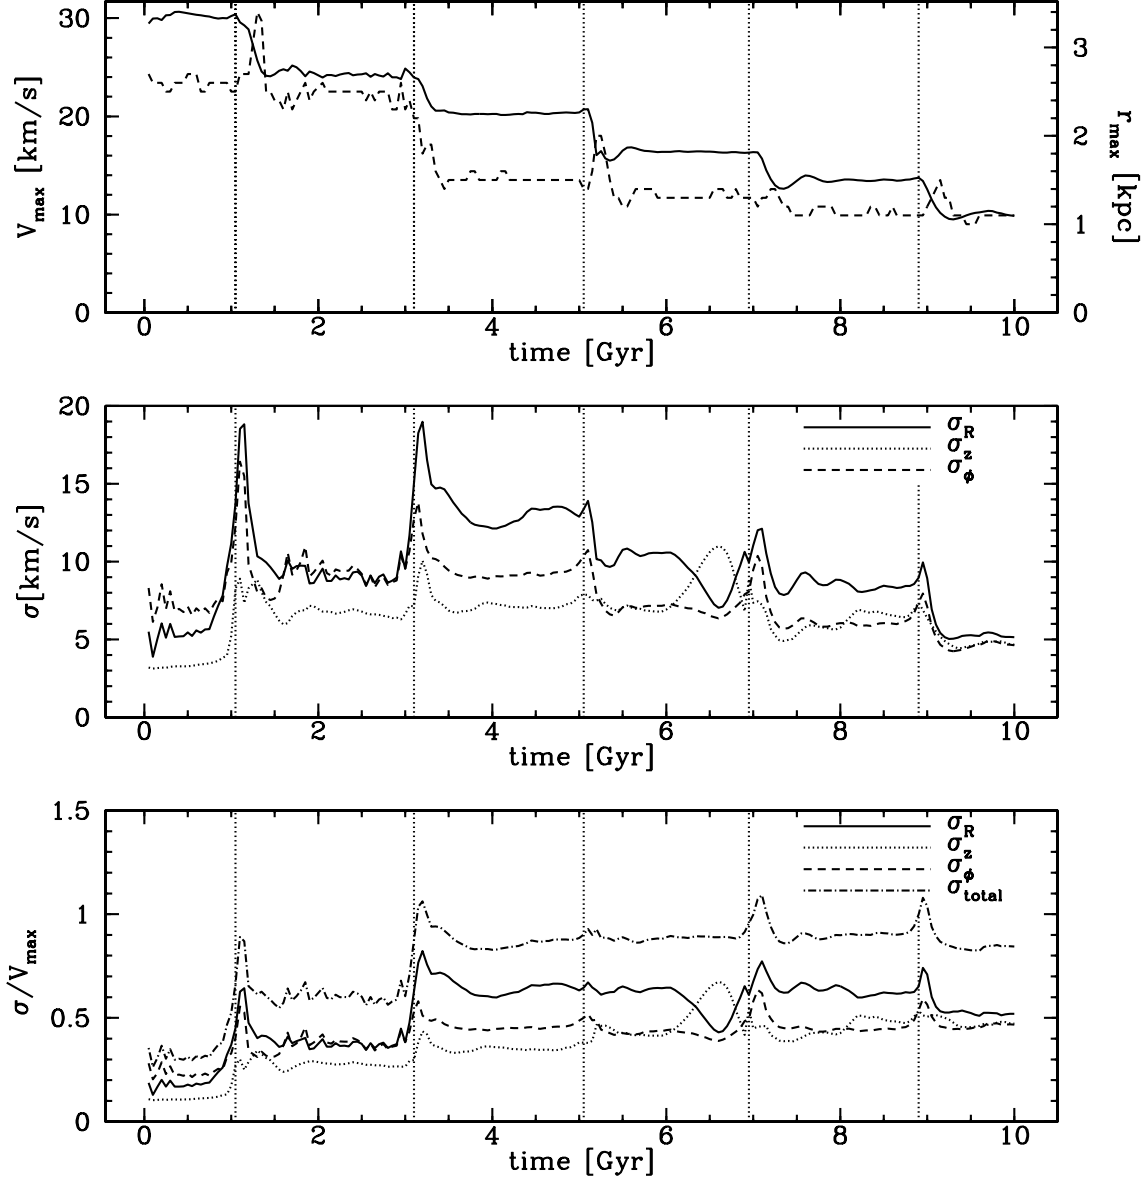 30
20
10
0
V_max [km/s]
3
2
1
0
r_max [kpc]
0 2 4 6 8 10
time [Gyr]
20
15
10
5
0
σ[km/s]
σ_R
σ_z
σ_ϕ
0 2 4 6 8 10
time [Gyr]
1.5
1
0.5
0
σ/V_max
σ_R
σ_z
σ_ϕ
σ_total
0 2 4 6 8 10
time [Gyr]